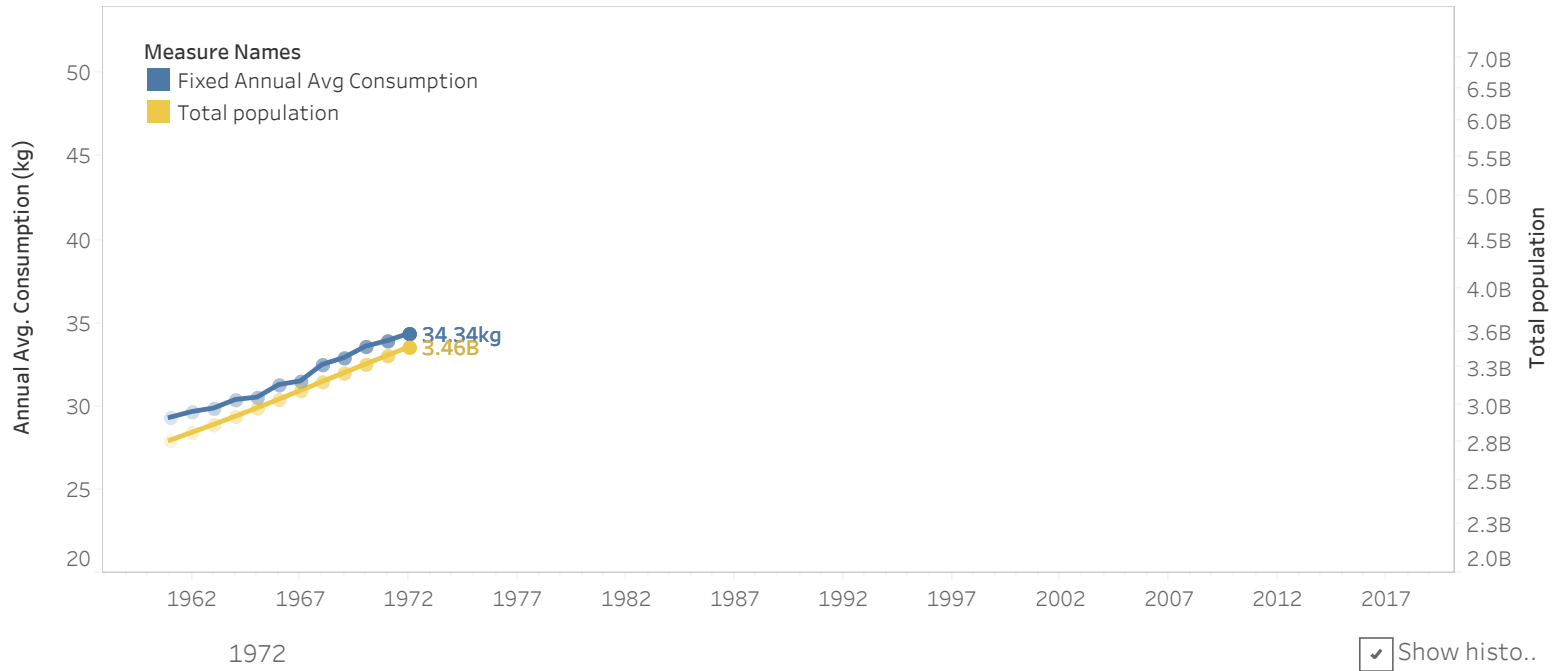 Measure Names
Fixed Annual Avg Consumption
Total population
Annual Avg. Consumption (kg)
50
45
40
35
30
25
20
34.34kg
3.46B
7.0B
6.5B
6.0B
5.5B
5.0B
4.5B
4.0B
3.6B
3.3B
3.0B
2.8B
2.5B
2.3B
2.0B
Total population
1962 1967 1972 1977 1982 1987 1992 1997 2002 2007 2012 2017
1972
Show histo..